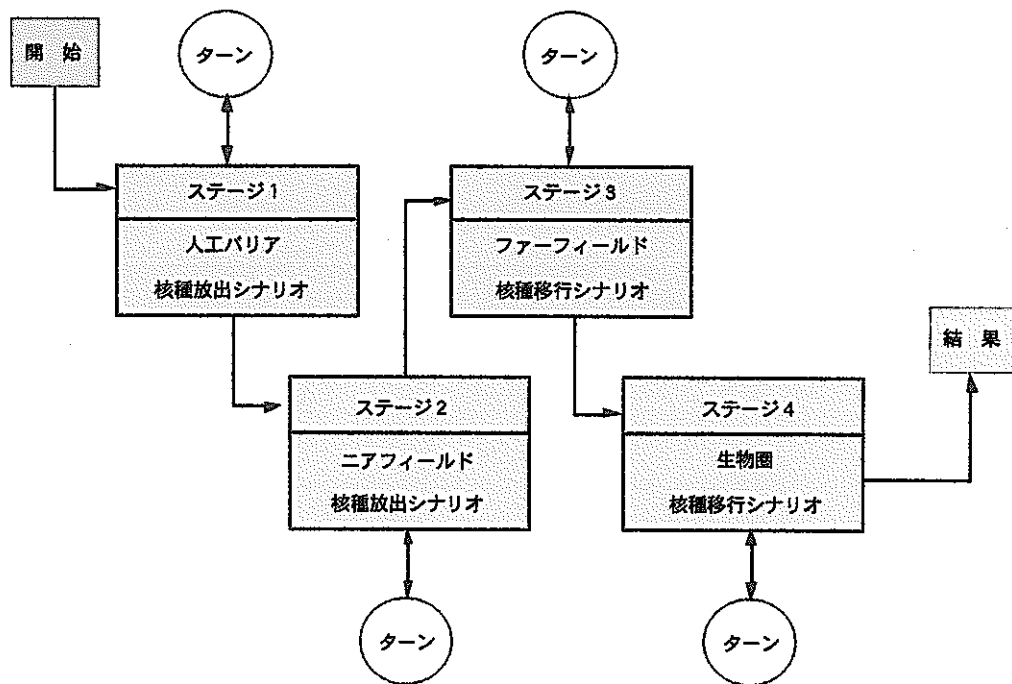 開 始
ターン
ターン
ステージ1
人工バリア
核種放出シナリオ
ステージ3
ファーフィールド
核種移行シナリオ
結 果
ステージ2
ニアフィールド
核種放出シナリオ
ステージ4
生物圏
核種移行シナリオ
ターン
ターン